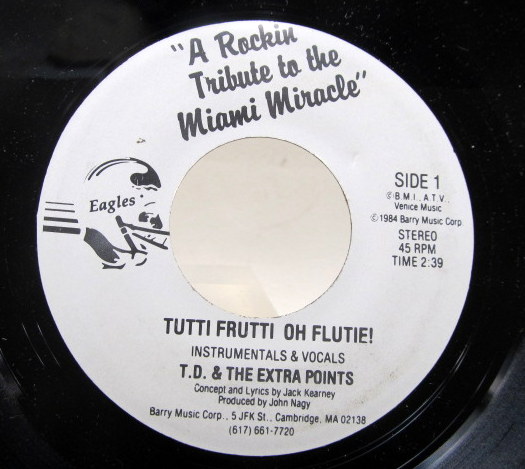 "A Rockin
Tribute to the
Miami Miracle"
Eagles
SIDE 1
© B.M.I., A.T.V.,
Venice Music
© 1984 Barry Music Corp.
STEREO
45 RPM
TIME 2:39
TUTTI FRUTTI OH FLUTIE!
INSTRUMENTALS & VOCALS
T.D. & THE EXTRA POINTS
Concept and Lyrics by Jack Kearney
Produced by John Nagy
Barry Music Corp., 5 JFK St., Cambridge, MA 02138
(617) 661-7720